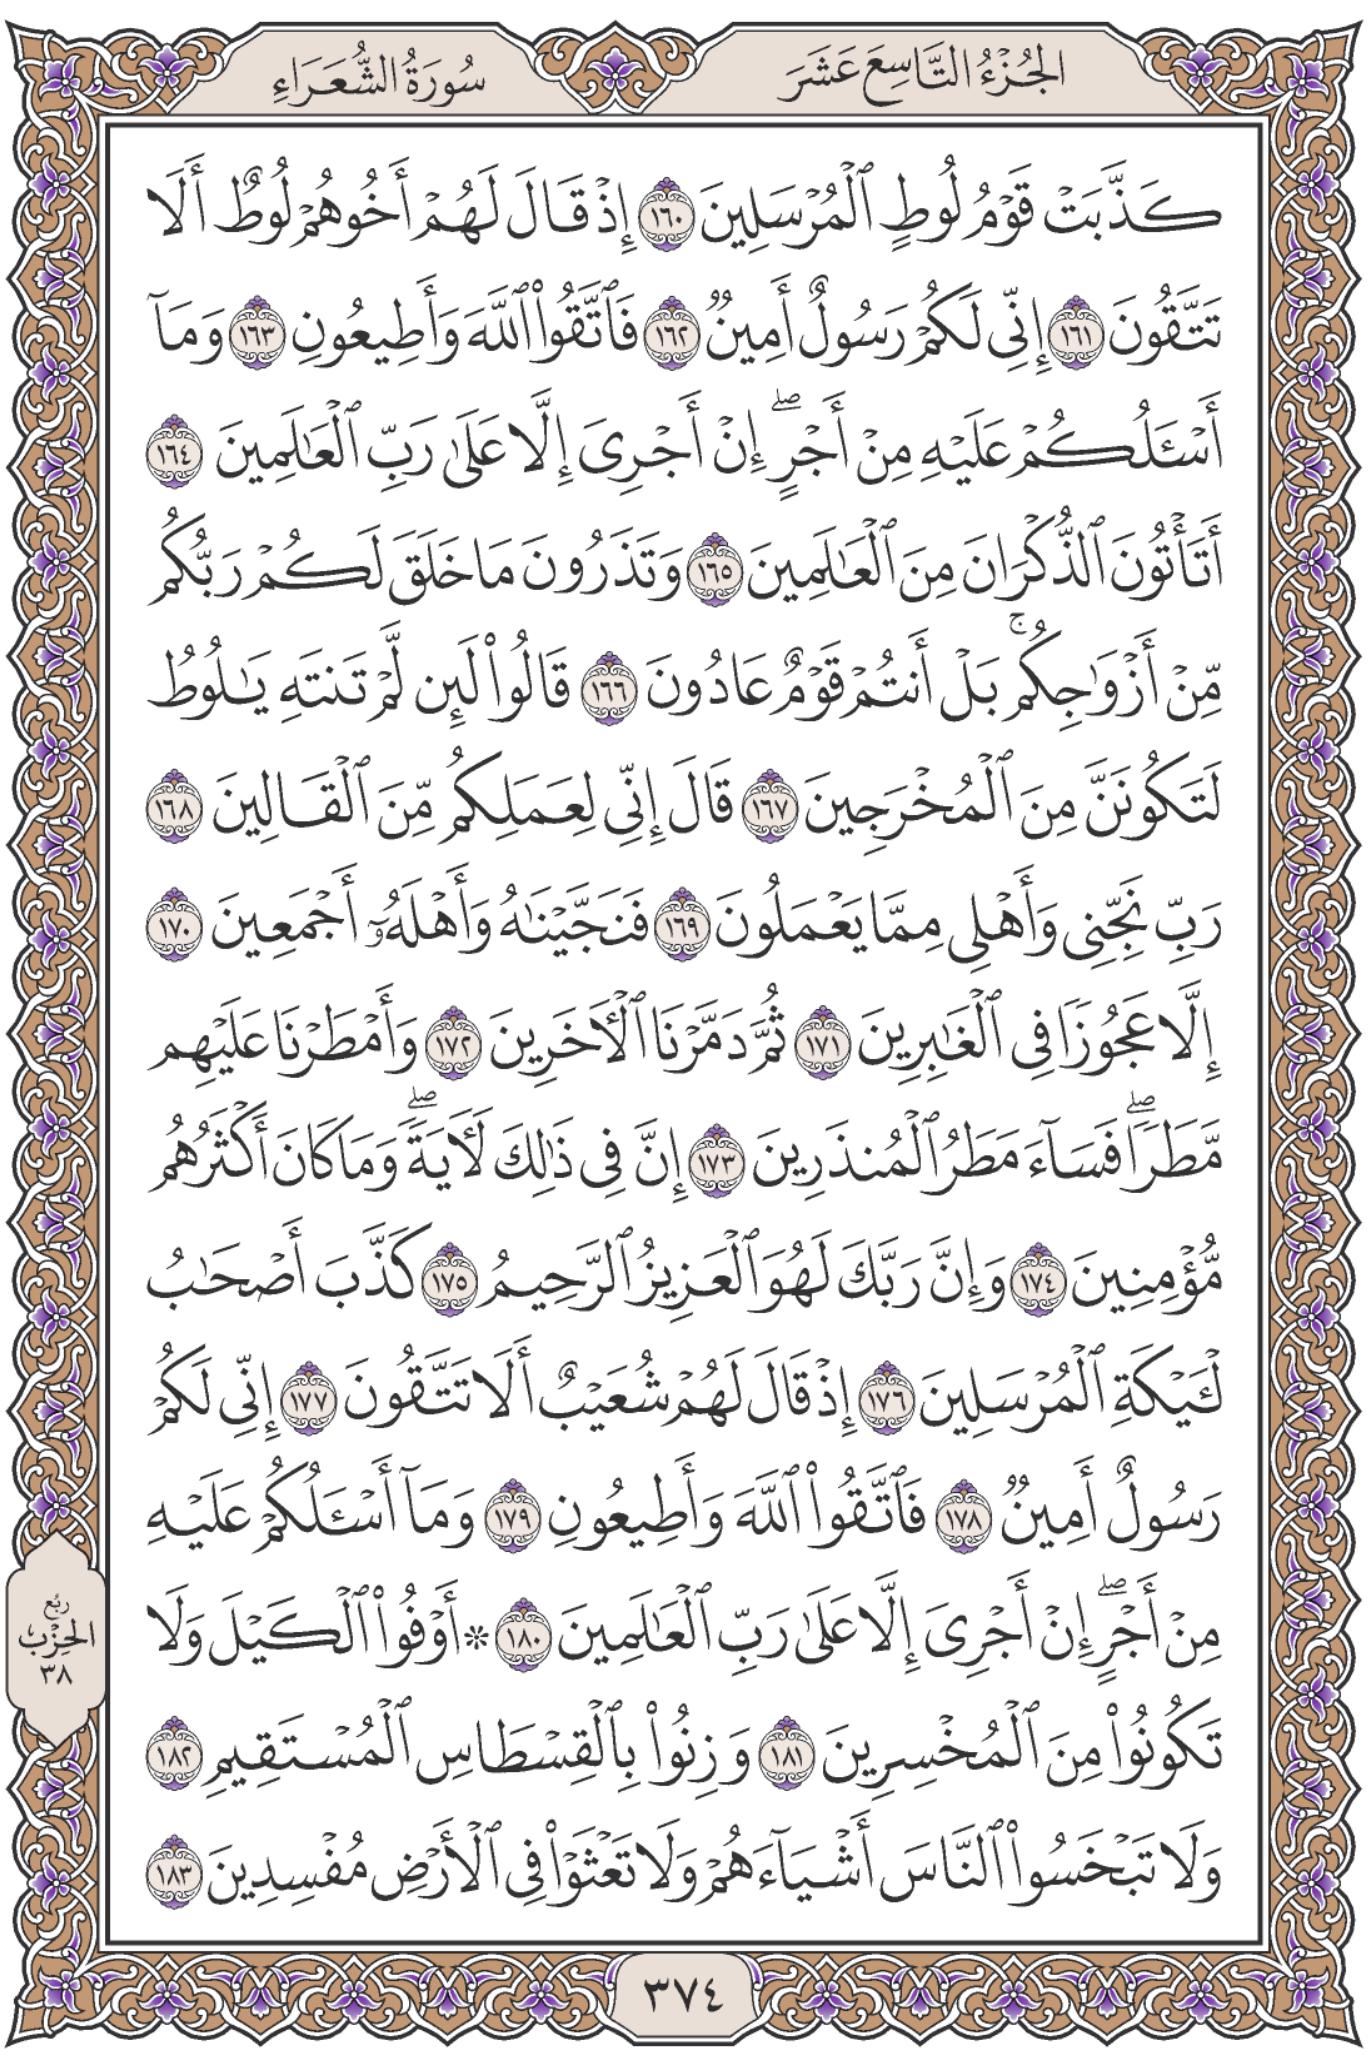 الجُزْءُ التَّاسِعَ عَشَرَ
سُورَةُ الشُّعَرَاءِ
كَذَّبَتْ قَوْمُ لُوطٍ ٱلْمُرْسَلِينَ ١٦٠ إِذْ قَالَ لَهُمْ أَخُوهُمْ لُوطٌ أَلَا
تَتَّقُونَ ١٦١ إِنِّي لَكُمْ رَسُولٌ أَمِينٌ ١٦٢ فَٱتَّقُوا۟ ٱللَّهَ وَأَطِيعُونِ ١٦٣ وَمَآ
أَسْـَٔلُكُمْ عَلَيْهِ مِنْ أَجْرٍ ۖ إِنْ أَجْرِىَ إِلَّا عَلَىٰ رَبِّ ٱلْعَـٰلَمِينَ ١٦٤
أَتَأْتُونَ ٱلذُّكْرَانَ مِنَ ٱلْعَـٰلَمِينَ ١٦٥ وَتَذَرُونَ مَا خَلَقَ لَكُمْ رَبُّكُم
مِّنْ أَزْوَٰجِكُم ۚ بَلْ أَنتُمْ قَوْمٌ عَادُونَ ١٦٦ قَالُوا۟ لَئِن لَّمْ تَنتَهِ يَـٰلُوطُ
لَتَكُونَنَّ مِنَ ٱلْمُخْرَجِينَ ١٦٧ قَالَ إِنِّى لِعَمَلِكُم مِّنَ ٱلْقَالِينَ ١٦٨
رَبِّ نَجِّنِى وَأَهْلِى مِمَّا يَعْمَلُونَ ١٦٩ فَنَجَّيْنَـٰهُ وَأَهْلَهُۥٓ أَجْمَعِينَ ١٧٠
إِلَّا عَجُوزًا فِى ٱلْغَـٰبِرِينَ ١٧١ ثُمَّ دَمَّرْنَا ٱلْـَٔاخَرِينَ ١٧٢ وَأَمْطَرْنَا عَلَيْهِم
مَّطَرًا ۖ فَسَآءَ مَطَرُ ٱلْمُنذَرِينَ ١٧٣ إِنَّ فِى ذَٰلِكَ لَـَٔايَةً ۖ وَمَا كَانَ أَكْثَرُهُم
مُّؤْمِنِينَ ١٧٤ وَإِنَّ رَبَّكَ لَهُوَ ٱلْعَزِيزُ ٱلرَّحِيمُ ١٧٥ كَذَّبَ أَصْحَـٰبُ
لْـَٔيْكَةِ ٱلْمُرْسَلِينَ ١٧٦ إِذْ قَالَ لَهُمْ شُعَيْبٌ أَلَا تَتَّقُونَ ١٧٧ إِنِّى لَكُمْ
رَسُولٌ أَمِينٌ ١٧٨ فَٱتَّقُوا۟ ٱللَّهَ وَأَطِيعُونِ ١٧٩ وَمَآ أَسْـَٔلُكُمْ عَلَيْهِ
مِنْ أَجْرٍ ۖ إِنْ أَجْرِىَ إِلَّا عَلَىٰ رَبِّ ٱلْعَـٰلَمِينَ ١٨٠ * أَوْفُوا۟ ٱلْكَيْلَ وَلَا
تَكُونُوا۟ مِنَ ٱلْمُخْسِرِينَ ١٨١ وَزِنُوا۟ بِٱلْقِسْطَاسِ ٱلْمُسْتَقِيمِ ١٨٢
وَلَا تَبْخَسُوا۟ ٱلنَّاسَ أَشْيَآءَهُمْ وَلَا تَعْثَوْا۟ فِى ٱلْأَرْضِ مُفْسِدِينَ ١٨٣
رُبُع
الحِزْب
٣٨
٣٧٤